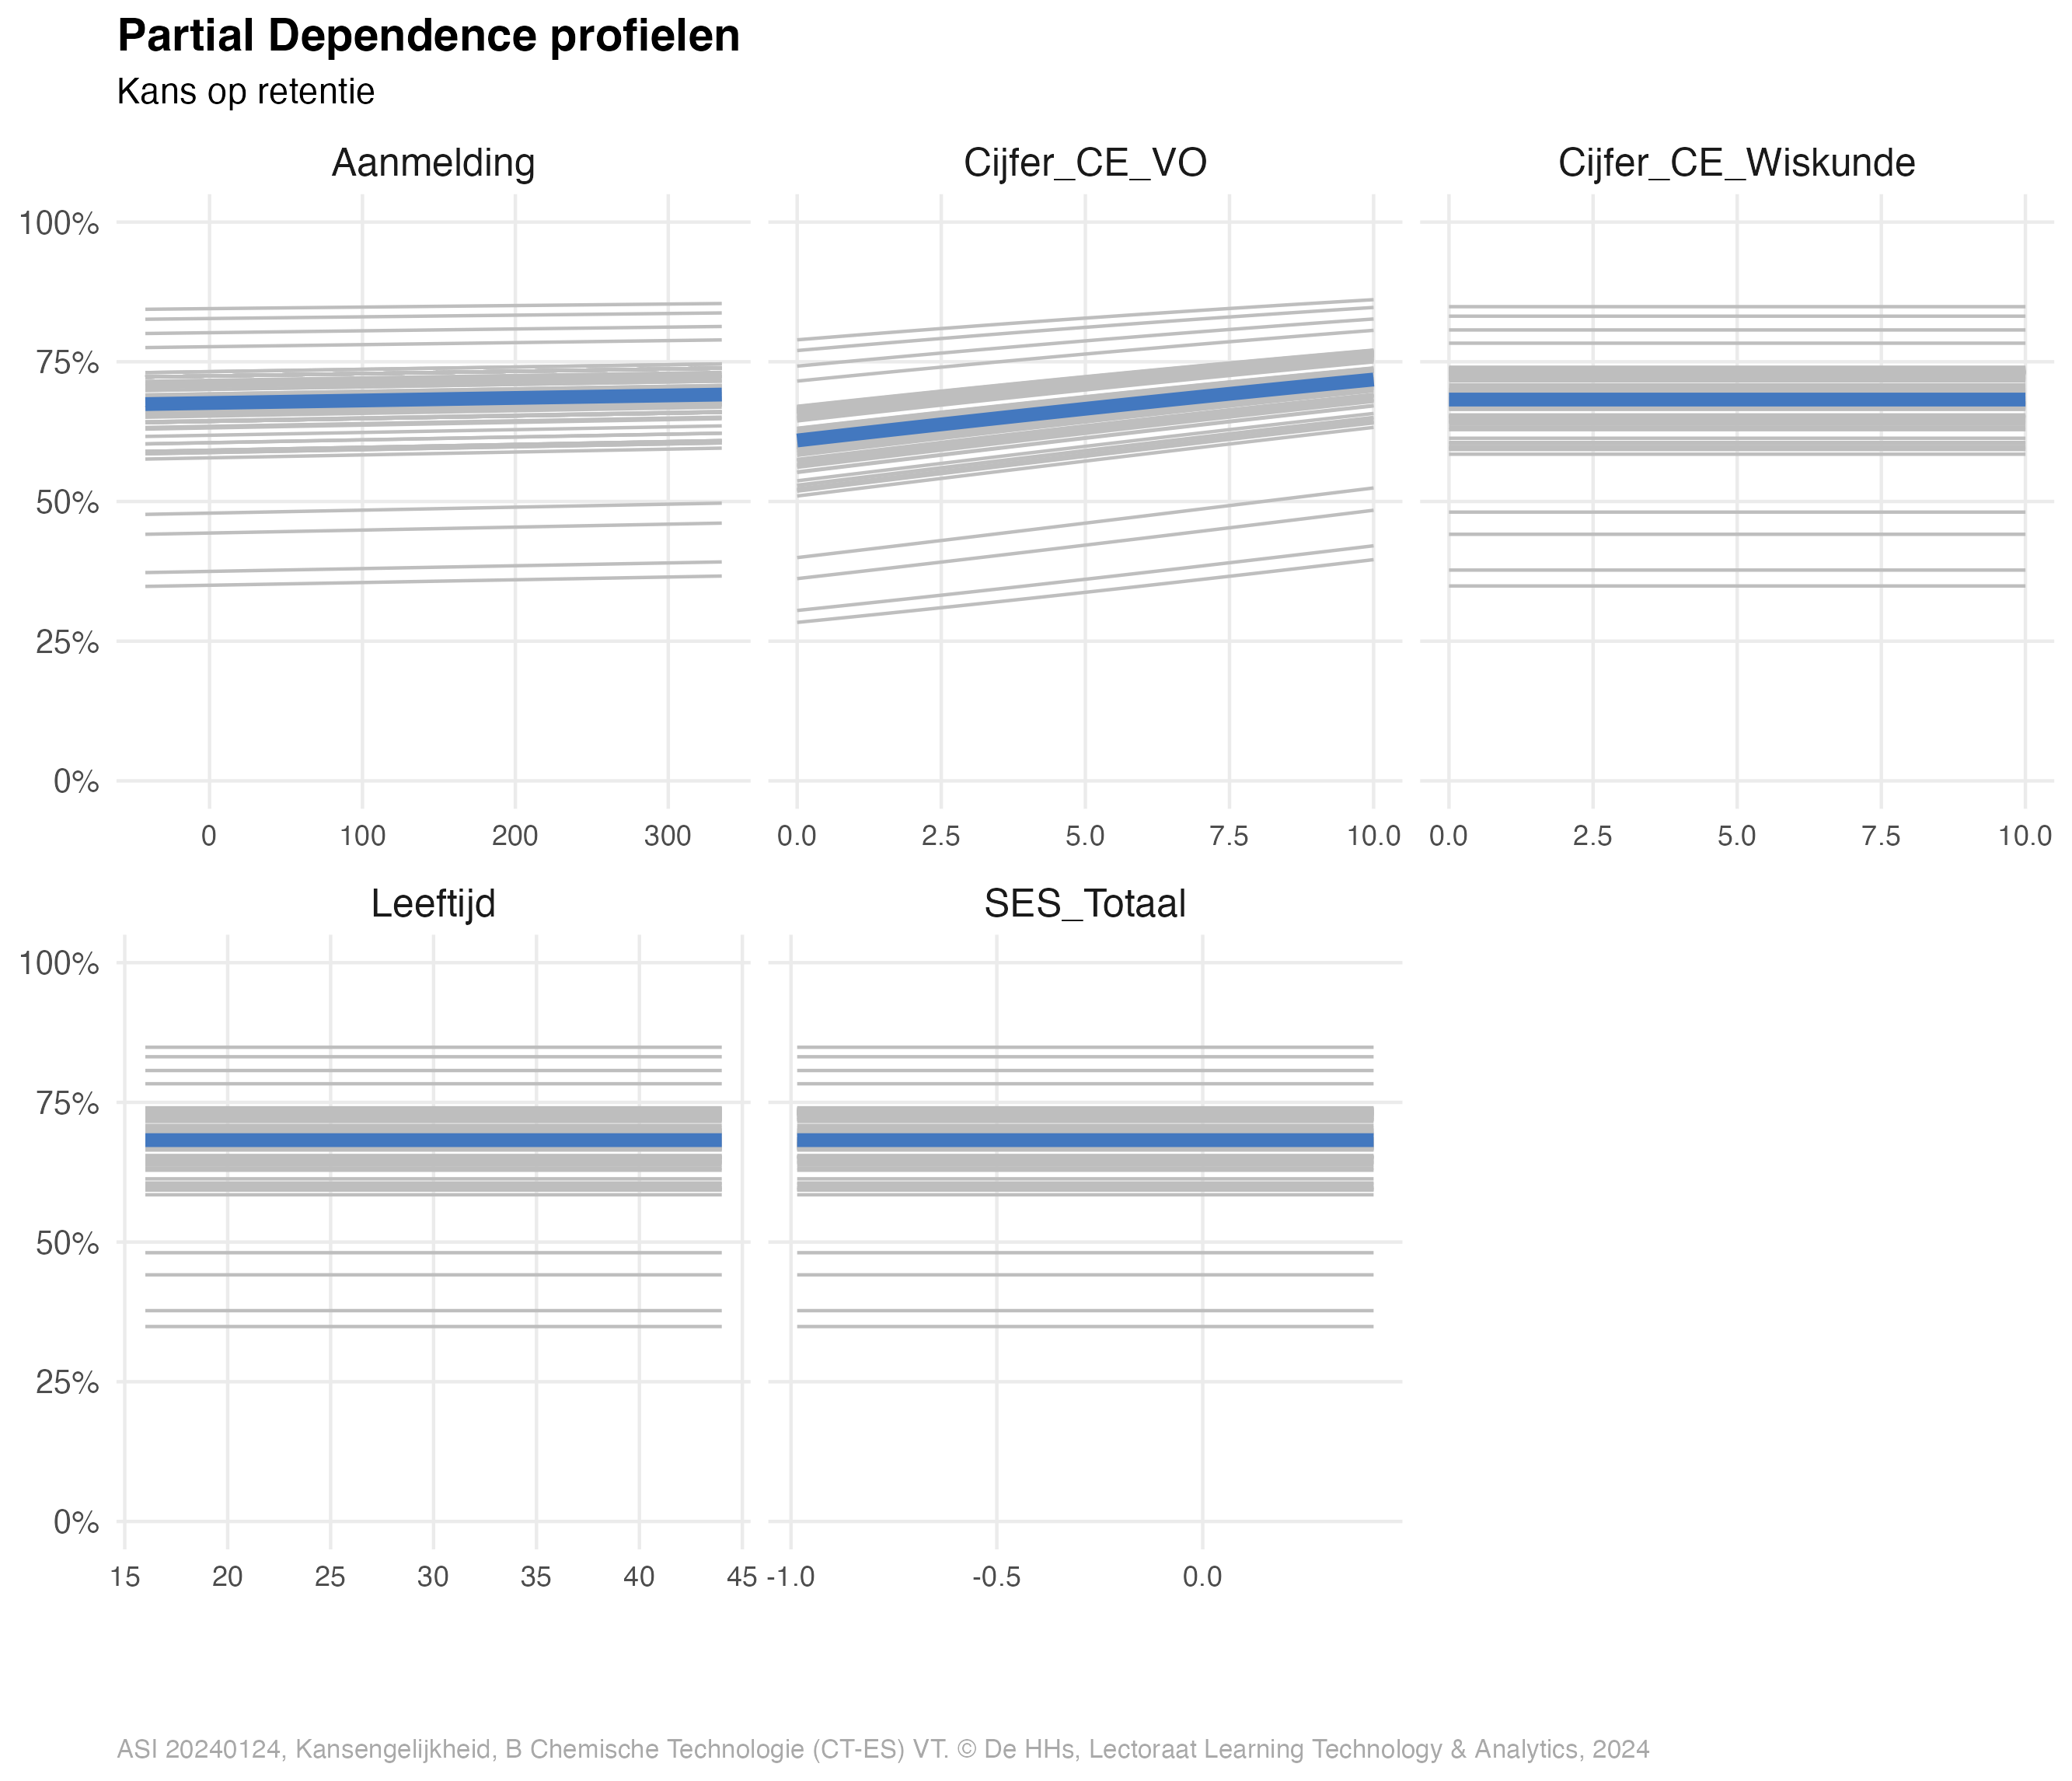 Partial Dependence profielen
Kans op retentie
Aanmelding Cijfer_CE_VO Cijfer_CE_Wiskunde
100%
75%
50%
25%
0%
0 100 200 300 0.0 2.5 5.0 7.5 10.0 0.0 2.5 5.0 7.5 10.0
Leeftijd SES_Totaal
100%
75%
50%
25%
0%
15 20 25 30 35 40 45 -1.0 -0.5 0.0
ASI 20240124, Kansengelijkheid, B Chemische Technologie (CT-ES) VT. © De HHs, Lectoraat Learning Technology & Analytics, 2024